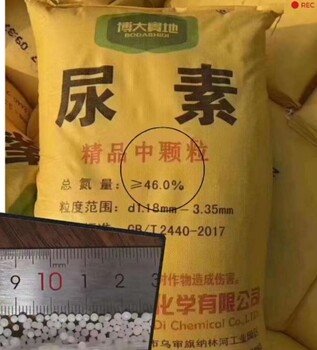 REC
博大實地
BODASHIDI
尿素
精品中颗粒
总氮量：≥46.0%
粒度范围：d1.18mm-3.35mm
GB/T2440-2017
对作物造成伤害。
化学有限公司
Di Chemical Co.,
市乌审旗纳林河工业园
9 10 1 2 3